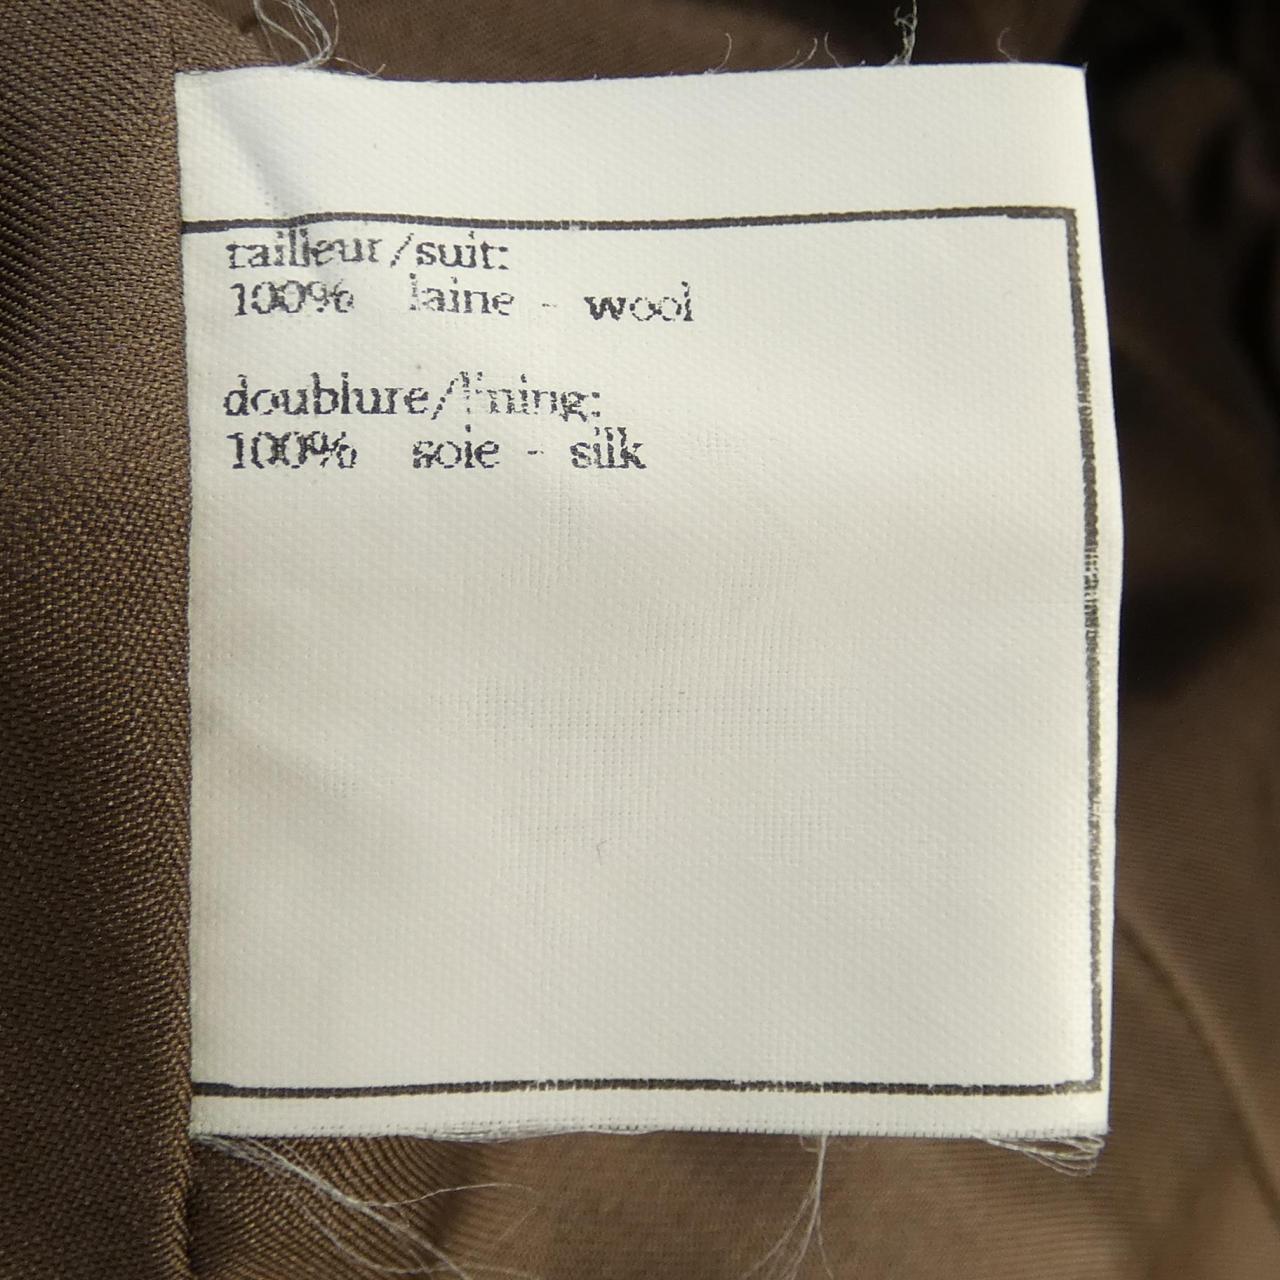 tailleur/suit:
100% laine - wool
doublure/lining:
100% soie - silk